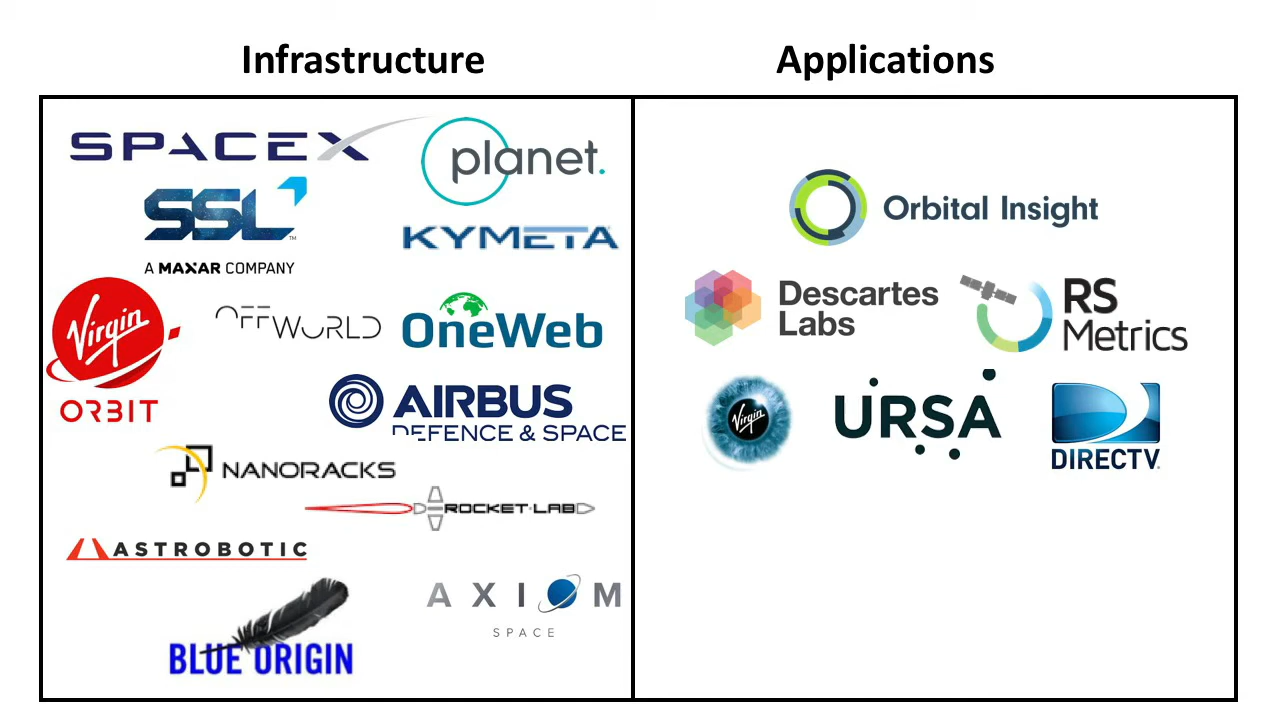 Infrastructure
Applications
SPACEX
planet.
SSL™
A MAXAR COMPANY
KYMETA
Virgin
ORBIT
OFFWORLD
OneWeb
AIRBUS
DEFENCE & SPACE
NANORACKS
ROCKET LAB
ASTROBOTIC
BLUE ORIGIN
AXIOM
SPACE
Orbital Insight
Descartes
Labs
RS
Metrics
Virgin
URSA
DIRECTV